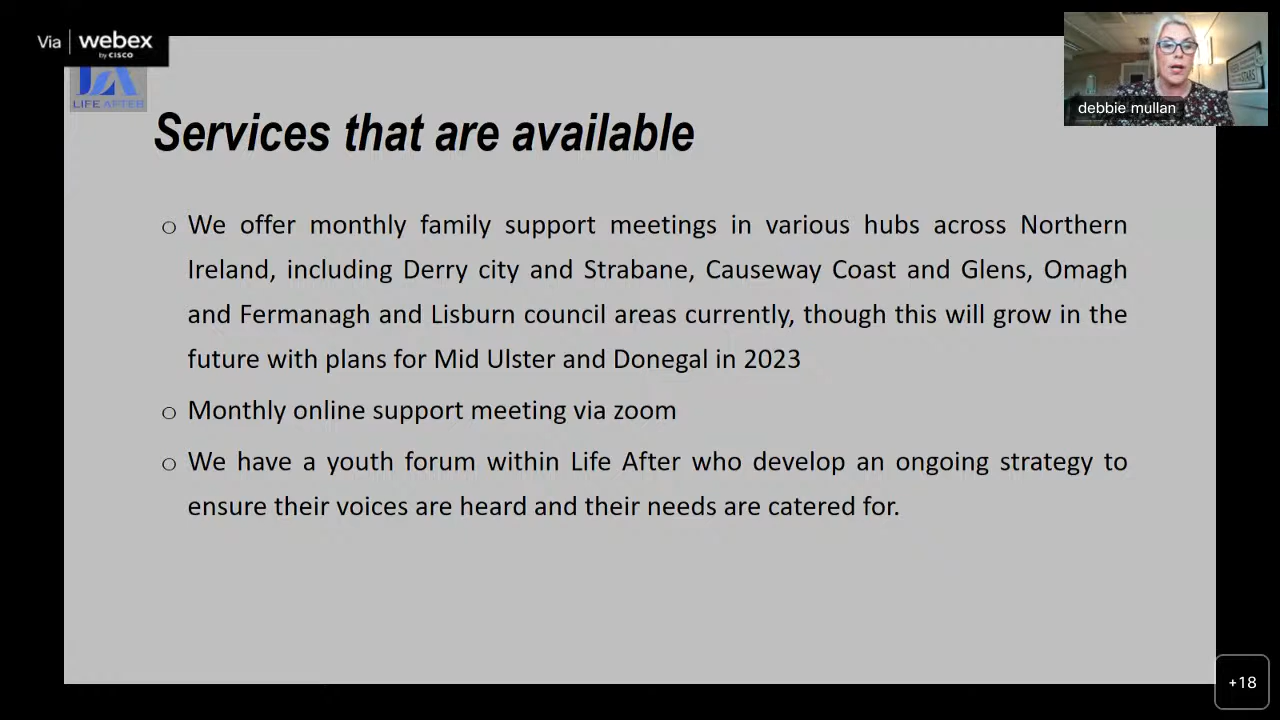 Via webex
by CISCO
LIFE AFTER
debbie mullan
Services that are available
○ We offer monthly family support meetings in various hubs across Northern
Ireland, including Derry city and Strabane, Causeway Coast and Glens, Omagh
and Fermanagh and Lisburn council areas currently, though this will grow in the
future with plans for Mid Ulster and Donegal in 2023
○ Monthly online support meeting via zoom
○ We have a youth forum within Life After who develop an ongoing strategy to
ensure their voices are heard and their needs are catered for.
+18